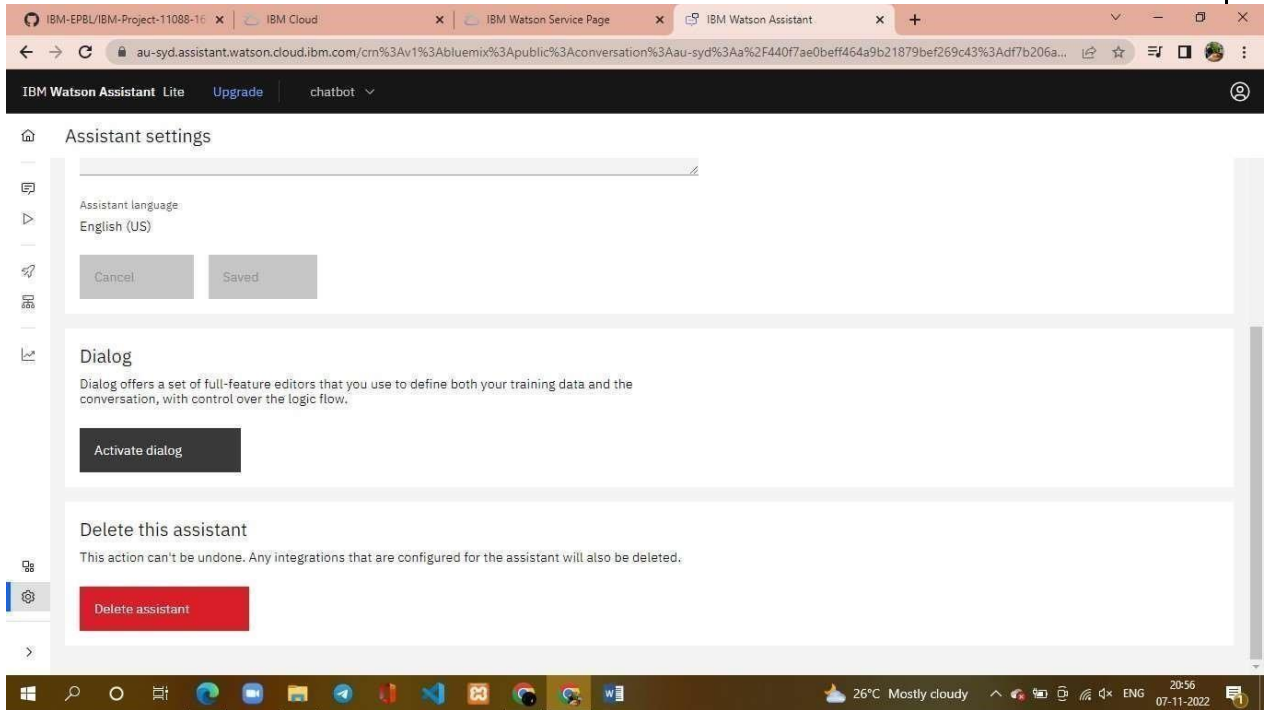 IBM-EPBL/IBM-Project-11088-16
IBM Cloud
IBM Watson Service Page
IBM Watson Assistant
au-syd.assistant.watson.cloud.ibm.com/crn%3Av1%3Abluemix%3Apublic%3Aconversation%3Aau-syd%3Aa%2F440f7ae0beff464a9b21879bef269c43%3Adf7b206a...
IBM Watson Assistant Lite Upgrade chatbot
Assistant settings
Assistant language
English (US)
Cancel Saved
Dialog
Dialog offers a set of full-feature editors that you use to define both your training data and the
conversation, with control over the logic flow.
Activate dialog
Delete this assistant
This action can't be undone. Any integrations that are configured for the assistant will also be deleted.
Delete assistant
26°C Mostly cloudy ENG
20:56
07-11-2022